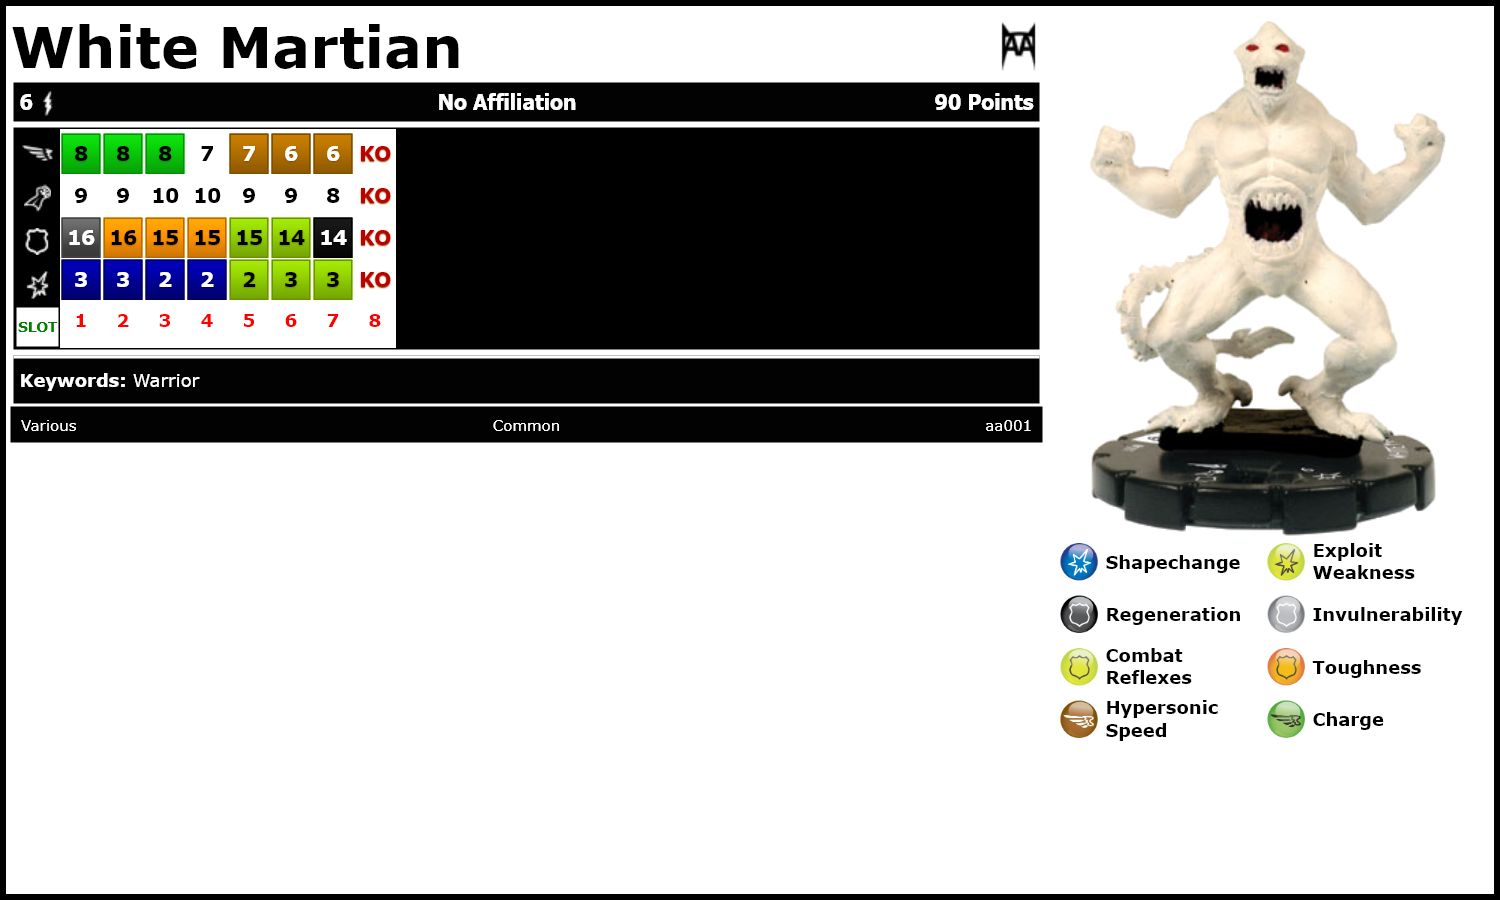 White Martian
AA
6 No Affiliation 90 Points
8 8 8 7 7 6 6 KO
9 9 10 10 9 9 8 KO
16 16 15 15 15 14 14 KO
3 3 2 2 2 3 3 KO
SLOT 1 2 3 4 5 6 7 8
Keywords: Warrior
Various Common aa001
Shapechange
Exploit
Weakness
Regeneration
Invulnerability
Combat
Reflexes
Toughness
Hypersonic
Speed
Charge